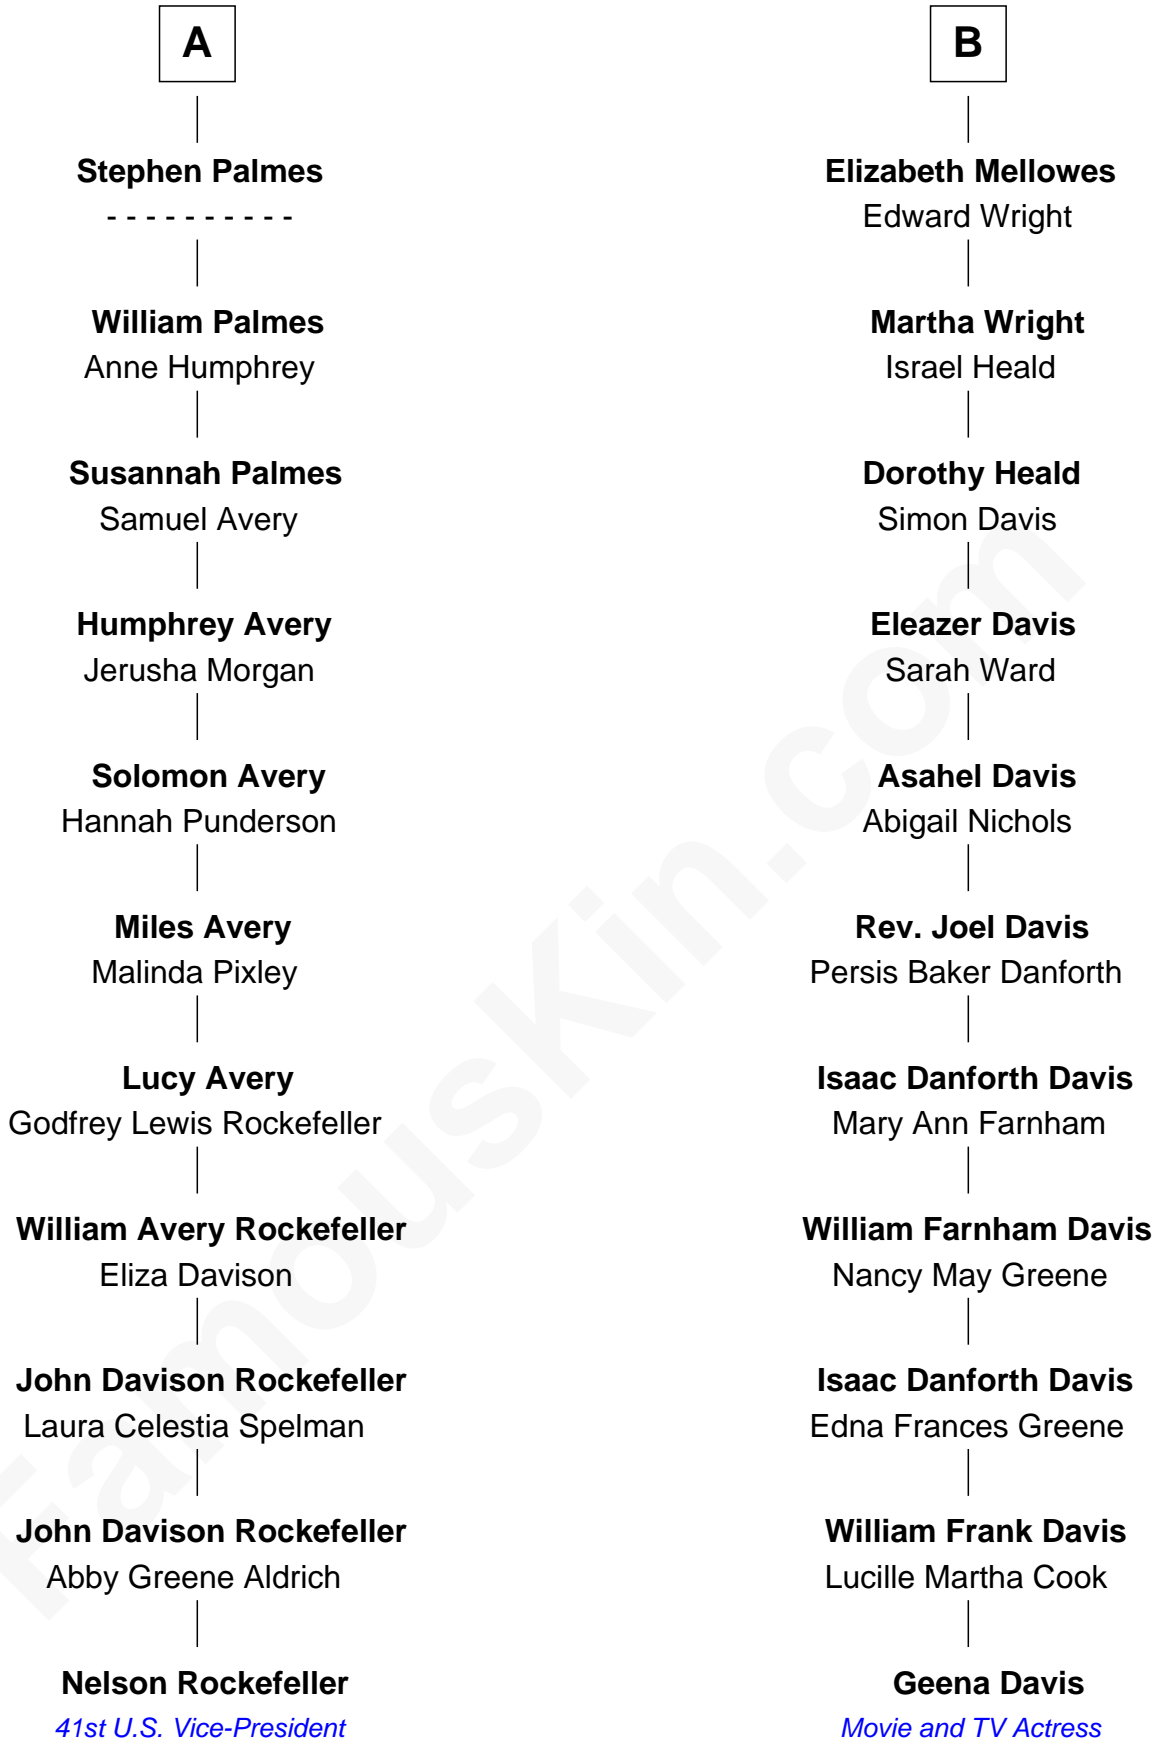 A
Stephen Palmes
- - - - - - - - - -
William Palmes
Anne Humphrey
Susannah Palmes
Samuel Avery
Humphrey Avery
Jerusha Morgan
Solomon Avery
Hannah Punderson
Miles Avery
Malinda Pixley
Lucy Avery
Godfrey Lewis Rockefeller
William Avery Rockefeller
Eliza Davison
John Davison Rockefeller
Laura Celestia Spelman
John Davison Rockefeller
Abby Greene Aldrich
Nelson Rockefeller
41st U.S. Vice-President
B
Elizabeth Mellowes
Edward Wright
Martha Wright
Israel Heald
Dorothy Heald
Simon Davis
Eleazer Davis
Sarah Ward
Asahel Davis
Abigail Nichols
Rev. Joel Davis
Persis Baker Danforth
Isaac Danforth Davis
Mary Ann Farnham
William Farnham Davis
Nancy May Greene
Isaac Danforth Davis
Edna Frances Greene
William Frank Davis
Lucille Martha Cook
Geena Davis
Movie and TV Actress
FamousKin.com